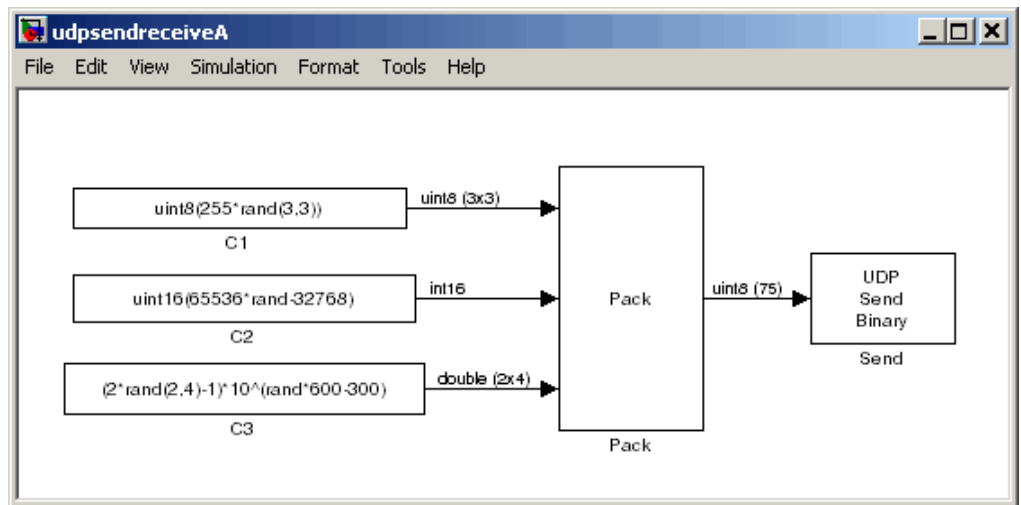 udpsendreceiveA
File Edit View Simulation Format Tools Help
uint8(255*rand(3,3))
uint8 (3x3)
C1
uint16(65536*rand-32768)
int16
C2
(2*rand(2,4)-1)*10^(rand*600-300)
double (2x4)
C3
Pack
Pack
uint8 (75)
UDP
Send
Binary
Send